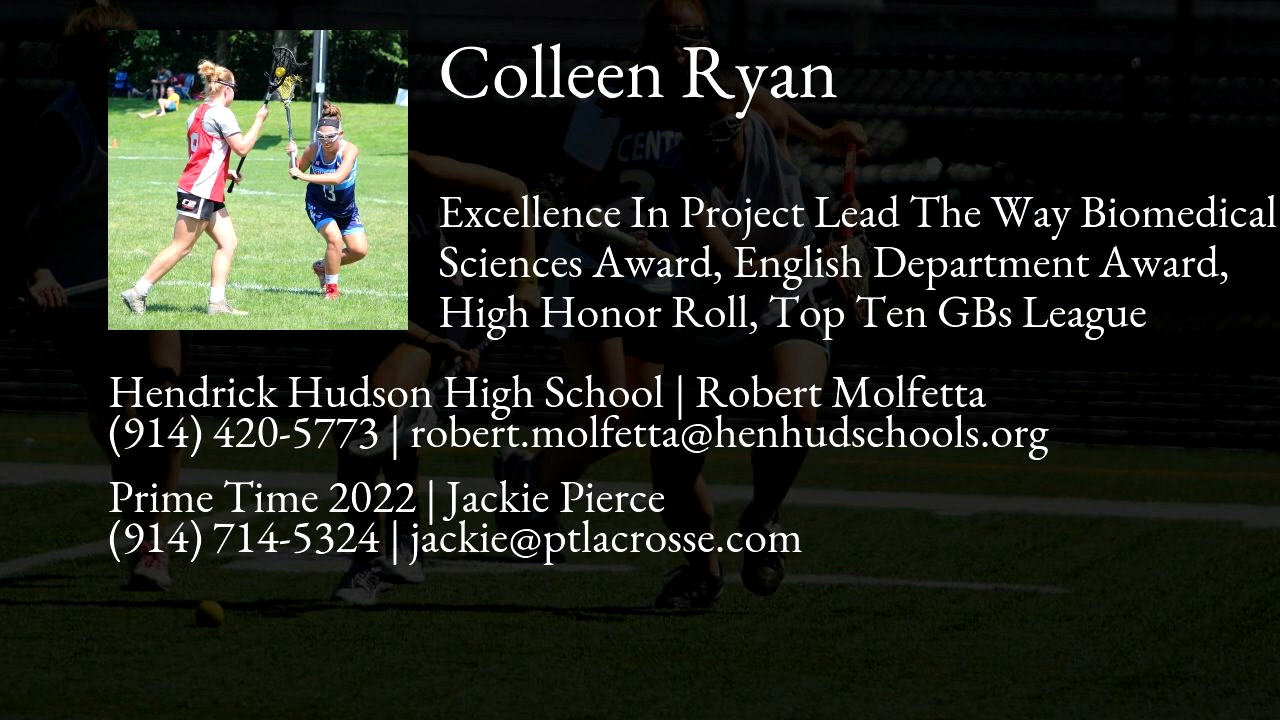 Colleen Ryan
Excellence In Project Lead The Way Biomedical
Sciences Award, English Department Award,
High Honor Roll, Top Ten GBs League
Hendrick Hudson High School | Robert Molfetta
(914) 420-5773 | robert.molfetta@henhudschools.org
Prime Time 2022 | Jackie Pierce
(914) 714-5324 | jackie@ptlacrosse.com